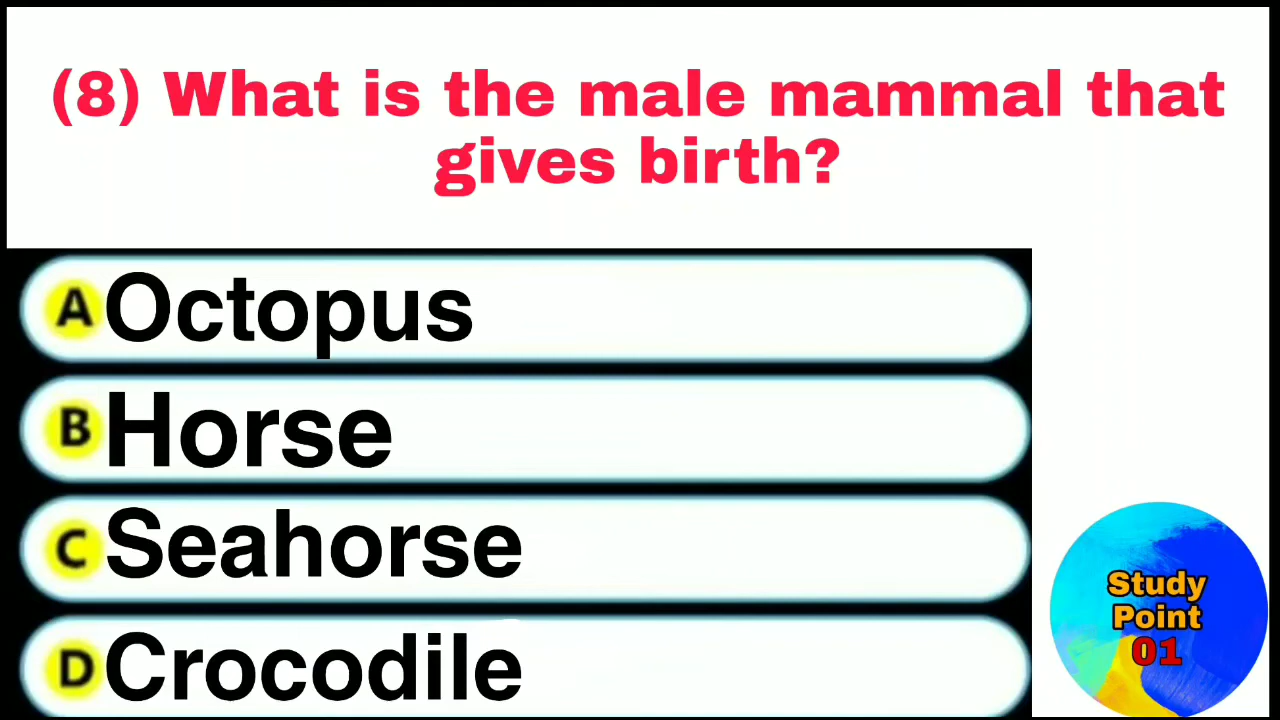 (8) What is the male mammal that
gives birth?
A Octopus
B Horse
C Seahorse
D Crocodile
Study
Point
01